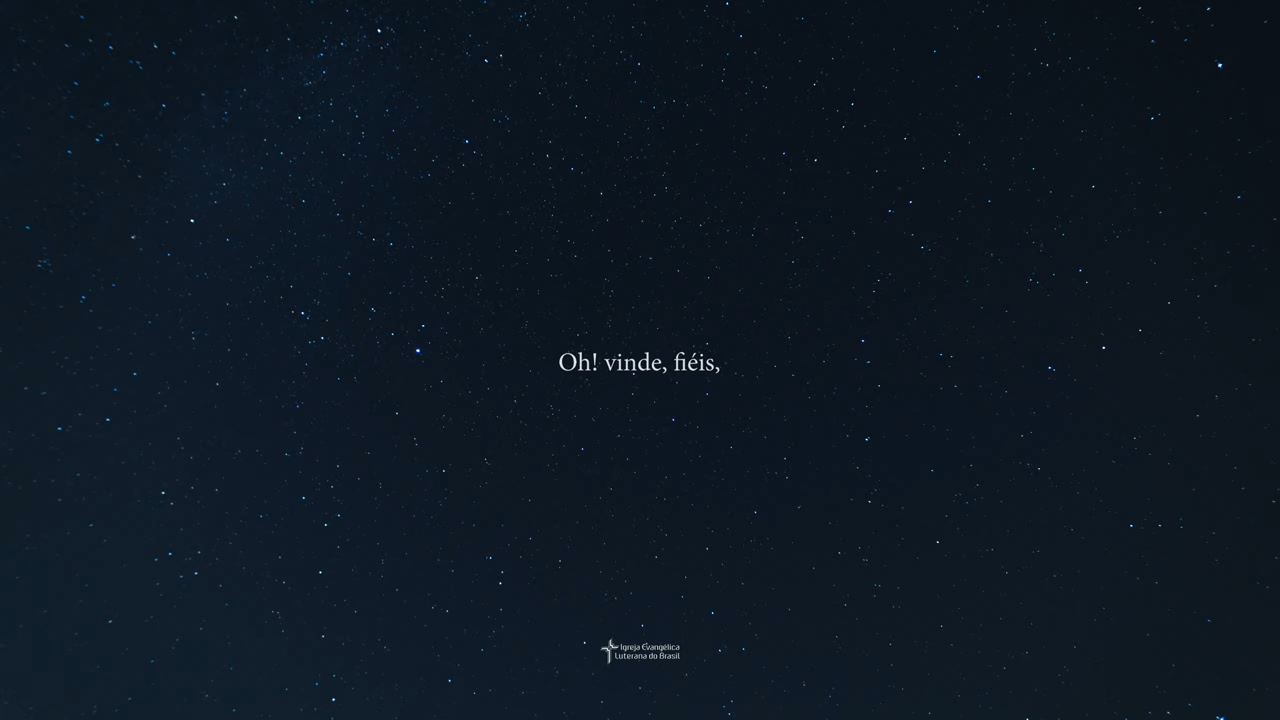 Oh! vinde, fiéis,
Igreja Evangélica
Luterana do Brasil